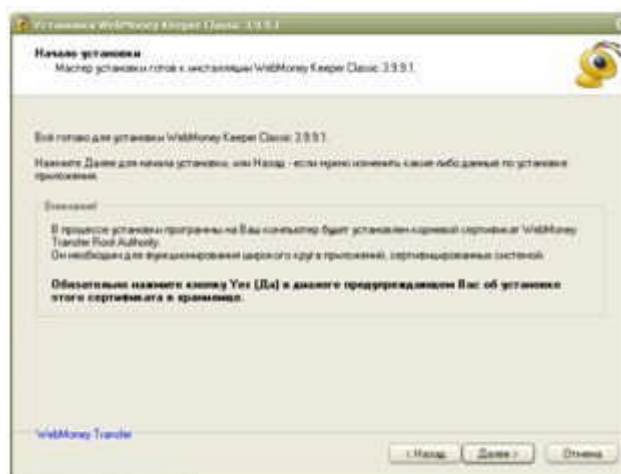 Установка WebMoney Keeper Classic 3.9.9.1
Начало установки
Мастер установки готов к инсталляции WebMoney Keeper Classic 3.9.9.1.
Всё готово для установки WebMoney Keeper Classic 3.9.9.1.
Нажмите Далее для начала установки, или Назад - если нужно изменить какие либо данные по установке
приложения.
Внимание!
В процессе установки программы на Ваш компьютер будет установлен корневой сертификат WebMoney
Transfer Root Authority.
Он необходим для функционирования широкого круга приложений, сертифицированных системой.
Обязательно нажмите кнопку Yes (Да) в диалоге предупреждающем Вас об установке
этого сертификата в хранилище.
WebMoney Transfer
< Назад
Далее >
Отмена